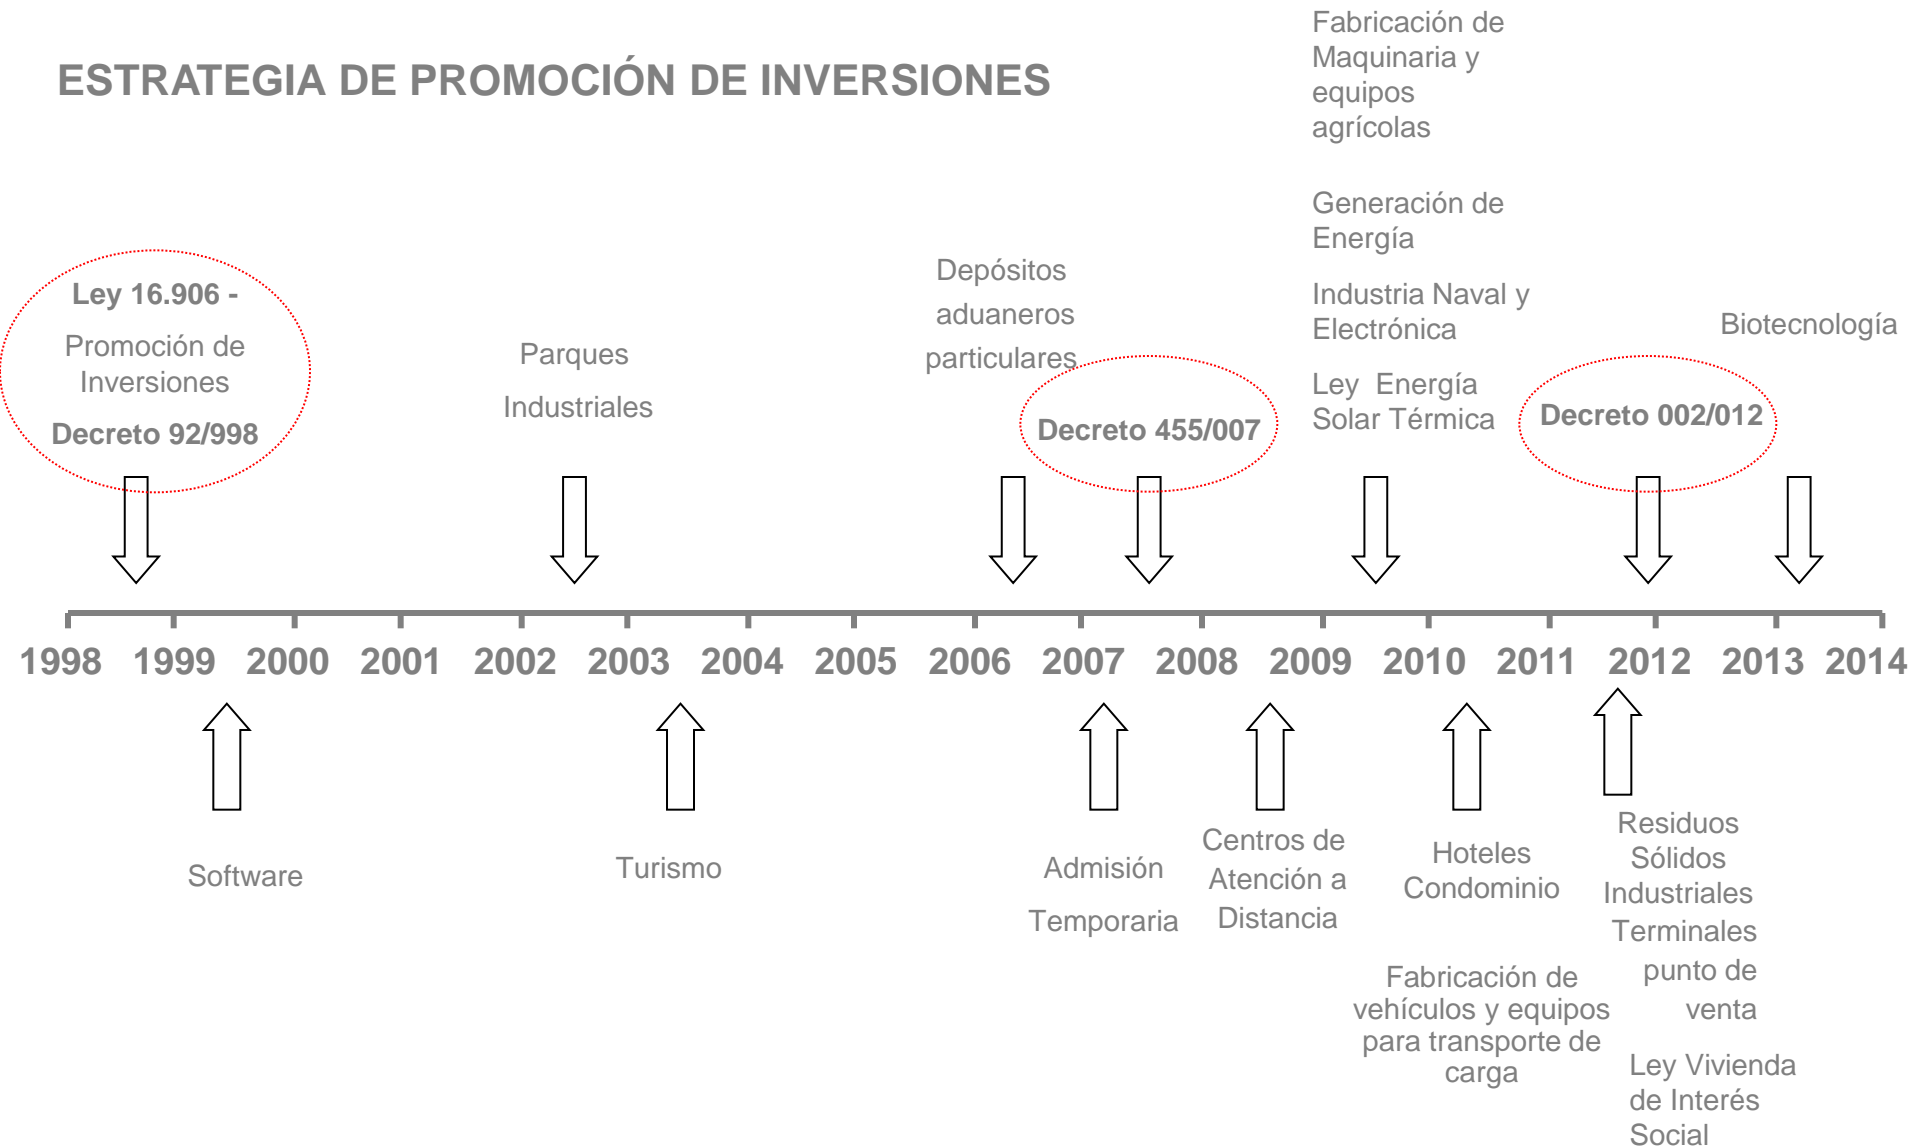 ESTRATEGIA DE PROMOCIÓN DE INVERSIONES
Ley 16.906 -
Promoción de
Inversiones
Decreto 92/998
Parques
Industriales
Depósitos
aduaneros
particulares
Decreto 455/007
Fabricación de
Maquinaria y
equipos
agrícolas
Generación de
Energía
Industria Naval y
Electrónica
Ley Energía
Solar Térmica
Decreto 002/012
Biotecnología
1998 1999 2000 2001 2002 2003 2004 2005 2006 2007 2008 2009 2010 2011 2012 2013 2014
Software
Turismo
Admisión
Temporaria
Centros de
Atención a
Distancia
Hoteles
Condominio
Fabricación de
vehículos y equipos
para transporte de
carga
Residuos
Sólidos
Industriales
Terminales
punto de
venta
Ley Vivienda
de Interés
Social